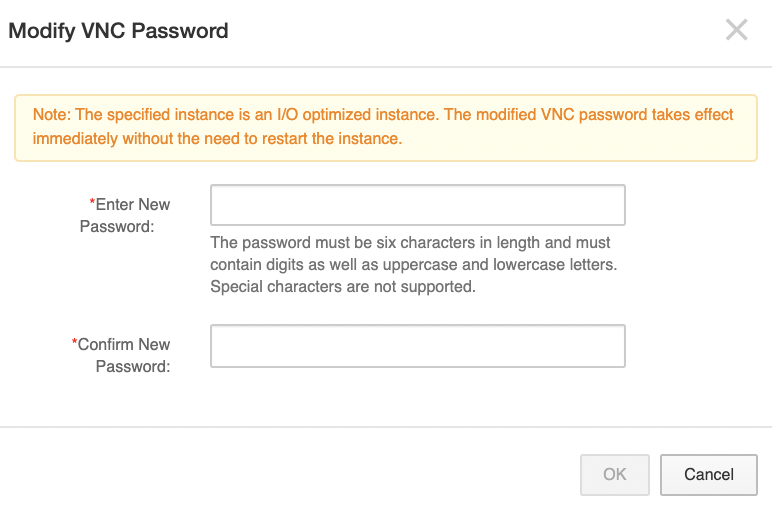 Modify VNC Password
Note: The specified instance is an I/O optimized instance. The modified VNC password takes effect
immediately without the need to restart the instance.
*Enter New
Password:
The password must be six characters in length and must
contain digits as well as uppercase and lowercase letters.
Special characters are not supported.
*Confirm New
Password:
OK
Cancel